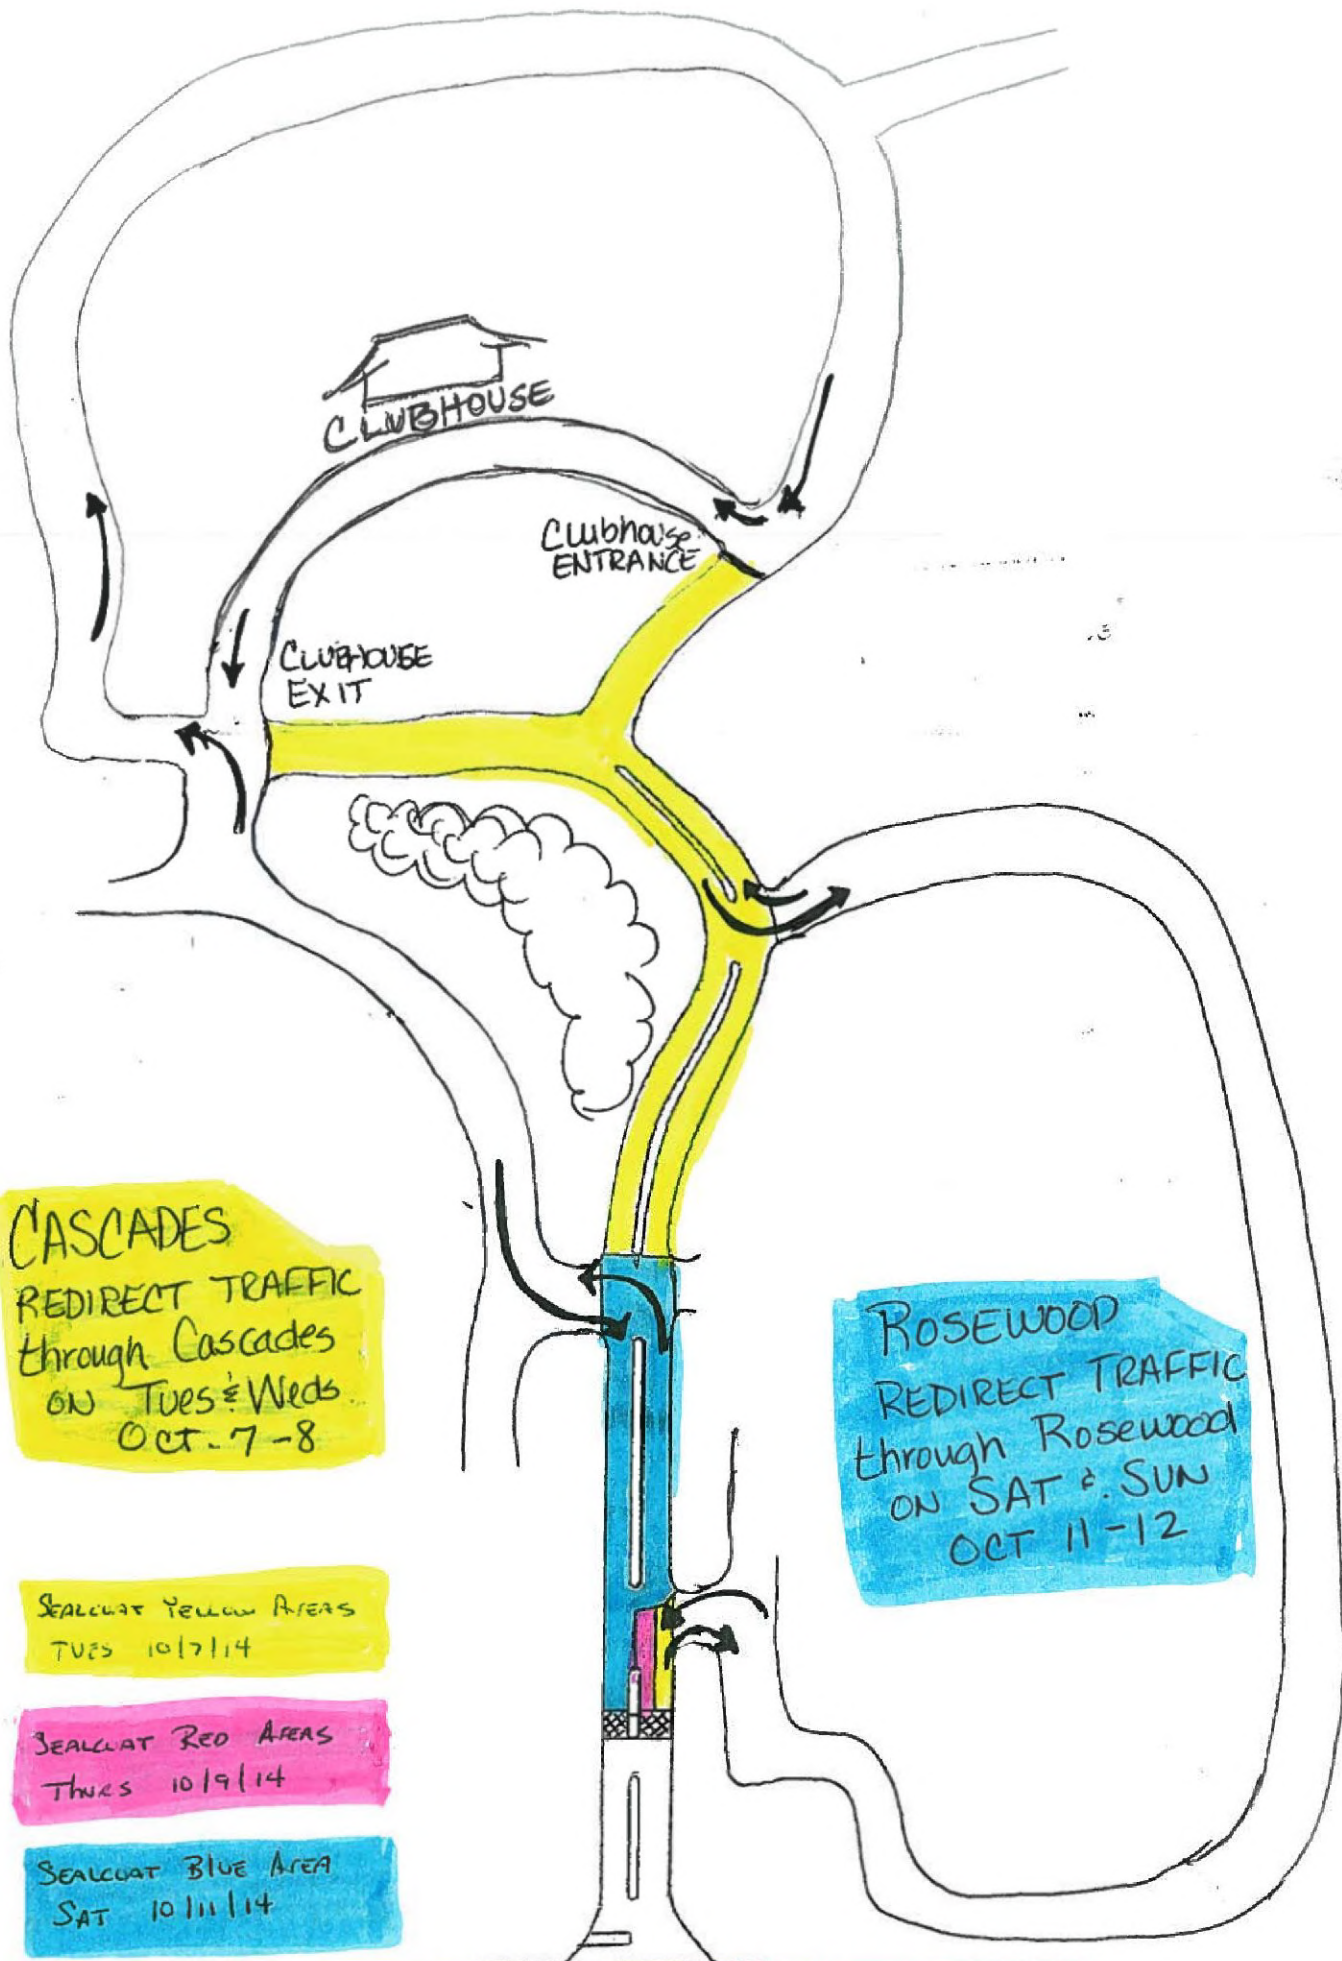 CLUBHOUSE
Clubhouse
ENTRANCE
CLUBHOUSE
EXIT
CASCADES
REDIRECT TRAFFIC
through Cascades
ON Tues & Weds
OCT. 7-8
ROSEWOOD
REDIRECT TRAFFIC
through Rosewood
ON SAT & SUN
OCT 11-12
SEALCOAT YELLOW AREAS
TUES 10/7/14
SEALCOAT RED AREAS
THURS 10/9/14
SEALCOAT BLUE AREA
SAT 10/11/14